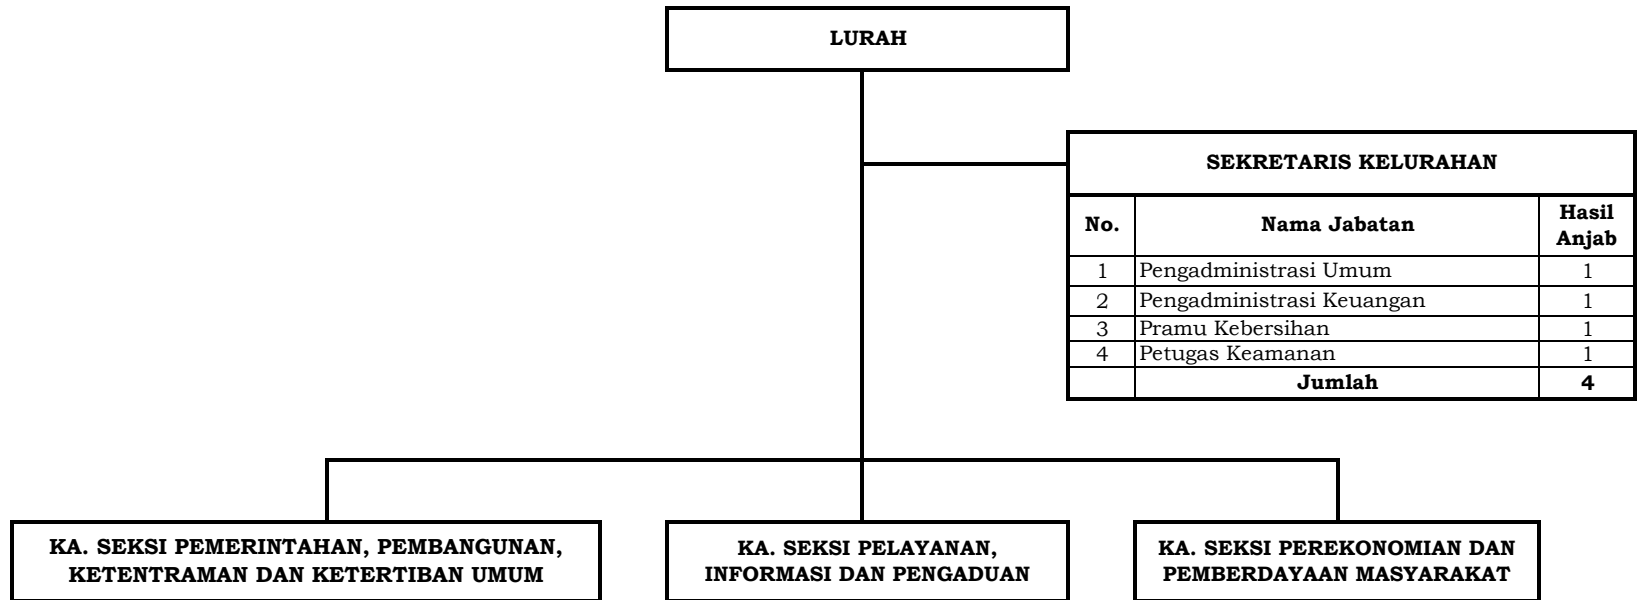 LURAH
SEKRETARIS KELURAHAN
No. Nama Jabatan Hasil Anjab
1 Pengadministrasi Umum 1
2 Pengadministrasi Keuangan 1
3 Pramu Kebersihan 1
4 Petugas Keamanan 1
Jumlah 4
KA. SEKSI PEMERINTAHAN, PEMBANGUNAN,
KETENTRAMAN DAN KETERTIBAN UMUM
KA. SEKSI PELAYANAN,
INFORMASI DAN PENGADUAN
KA. SEKSI PEREKONOMIAN DAN
PEMBERDAYAAN MASYARAKAT